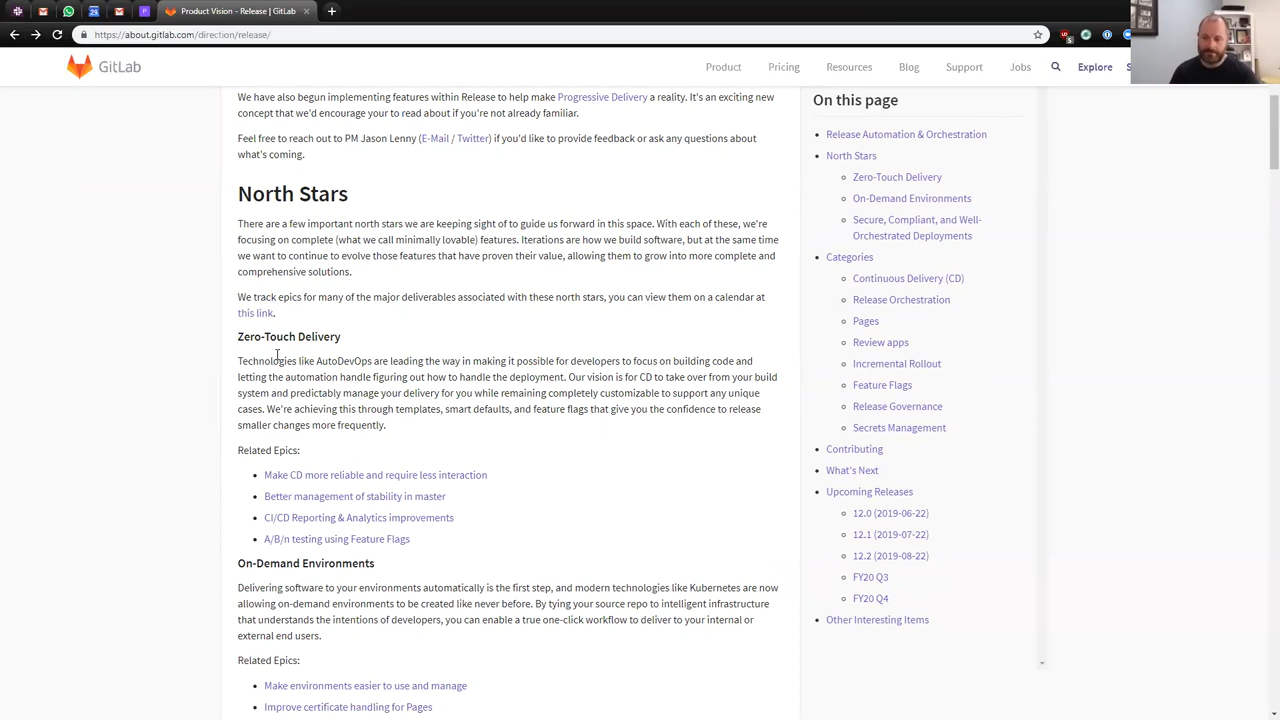 Product Vision - Release | GitLab
https://about.gitlab.com/direction/release/
GitLab
Product
Pricing
Resources
Blog
Support
Jobs
Explore
We have also begun implementing features within Release to help make Progressive Delivery a reality. It's an exciting new
concept that we'd encourage your to read about if you're not already familiar.
Feel free to reach out to PM Jason Lenny (E-Mail / Twitter) if you'd like to provide feedback or ask any questions about
what's coming.
North Stars
There are a few important north stars we are keeping sight of to guide us forward in this space. With each of these, we're
focusing on complete (what we call minimally lovable) features. Iterations are how we build software, but at the same time
we want to continue to evolve those features that have proven their value, allowing them to grow into more complete and
comprehensive solutions.
We track epics for many of the major deliverables associated with these north stars, you can view them on a calendar at
this link.
Zero-Touch Delivery
Technologies like AutoDevOps are leading the way in making it possible for developers to focus on building code and
letting the automation handle figuring out how to handle the deployment. Our vision is for CD to take over from your build
system and predictably manage your delivery for you while remaining completely customizable to support any unique
cases. We're achieving this through templates, smart defaults, and feature flags that give you the confidence to release
smaller changes more frequently.
Related Epics:
Make CD more reliable and require less interaction
Better management of stability in master
CI/CD Reporting & Analytics improvements
A/B/n testing using Feature Flags
On-Demand Environments
Delivering software to your environments automatically is the first step, and modern technologies like Kubernetes are now
allowing on-demand environments to be created like never before. By tying your source repo to intelligent infrastructure
that understands the intentions of developers, you can enable a true one-click workflow to deliver to your internal or
external end users.
Related Epics:
Make environments easier to use and manage
Improve certificate handling for Pages
On this page
Release Automation & Orchestration
North Stars
Zero-Touch Delivery
On-Demand Environments
Secure, Compliant, and Well-
Orchestrated Deployments
Categories
Continuous Delivery (CD)
Release Orchestration
Pages
Review apps
Incremental Rollout
Feature Flags
Release Governance
Secrets Management
Contributing
What's Next
Upcoming Releases
12.0 (2019-06-22)
12.1 (2019-07-22)
12.2 (2019-08-22)
FY20 Q3
FY20 Q4
Other Interesting Items